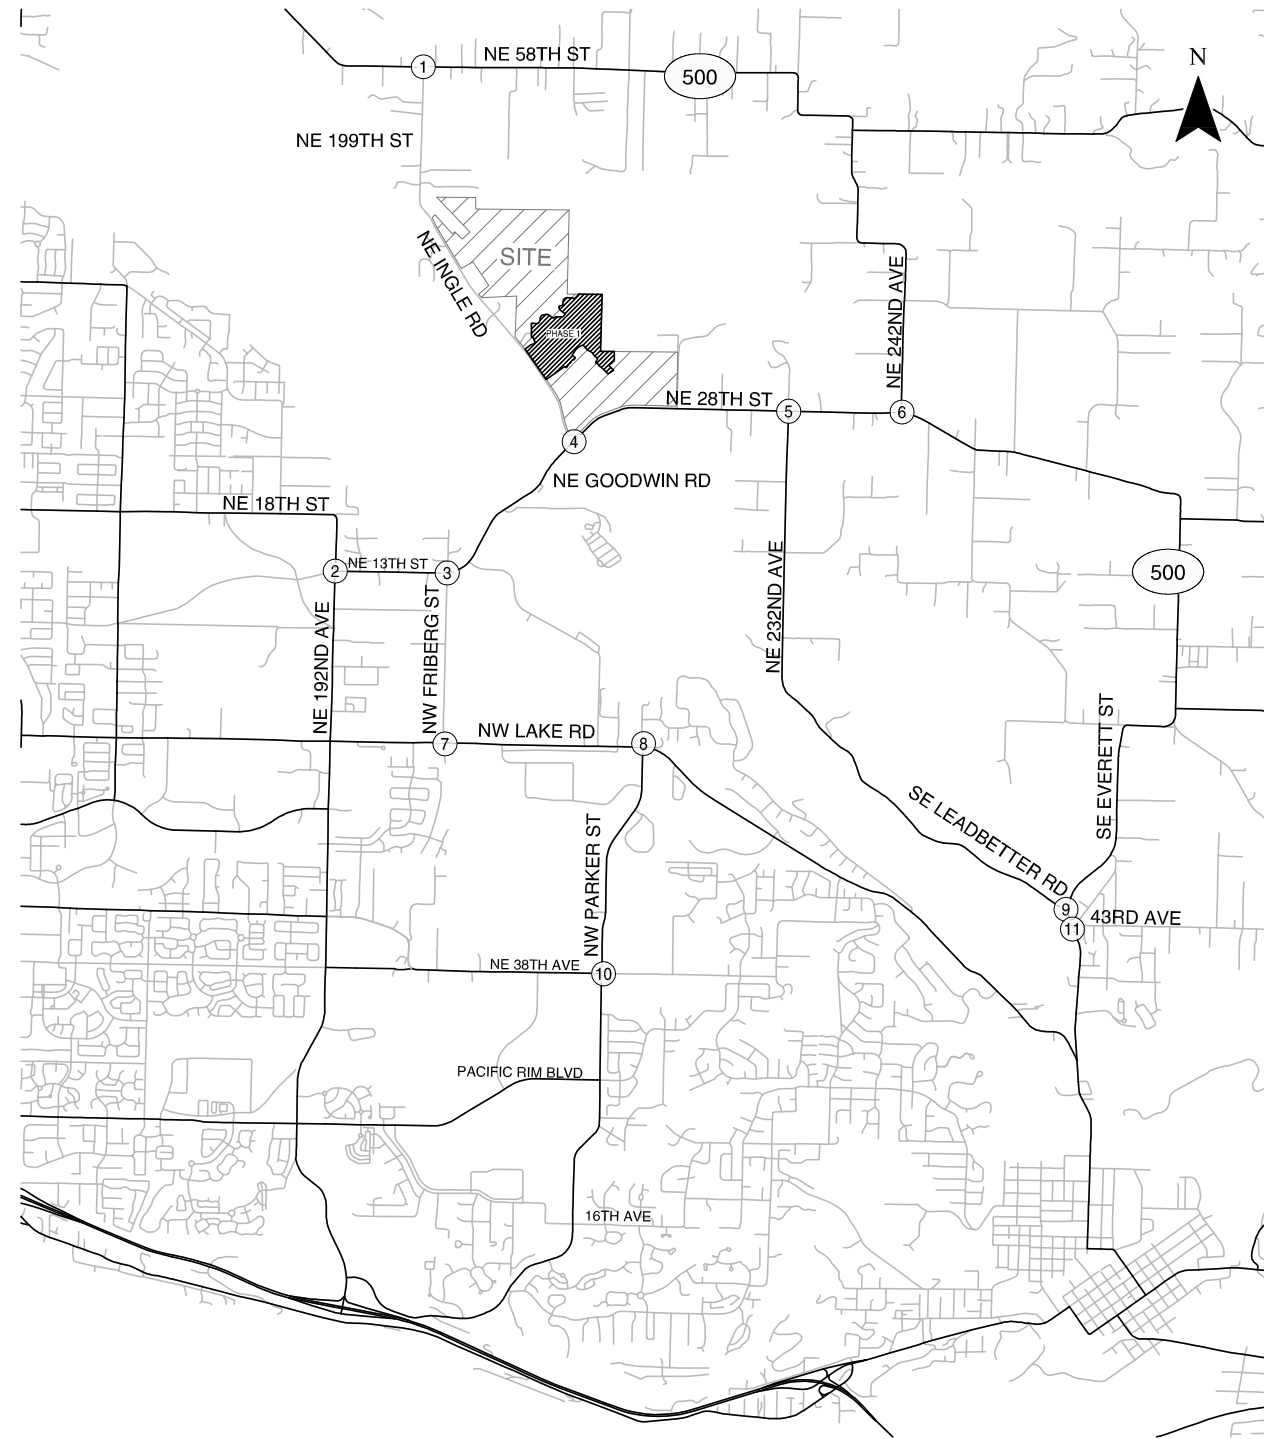 NE 58TH ST
N
1
500
NE 199TH ST
NE INGLE RD
SITE
NE 242ND AVE
PHASE 1
NE 28TH ST
5
6
4
NE GOODWIN RD
NE 18TH ST
2
NE 13TH ST
3
500
NE 192ND AVE
NW FRIBERG ST
NE 232ND AVE
7
NW LAKE RD
8
SE EVERETT ST
SE LEADBETTER RD
NW PARKER ST
9
43RD AVE
11
NE 38TH AVE
10
PACIFIC RIM BLVD
16TH AVE